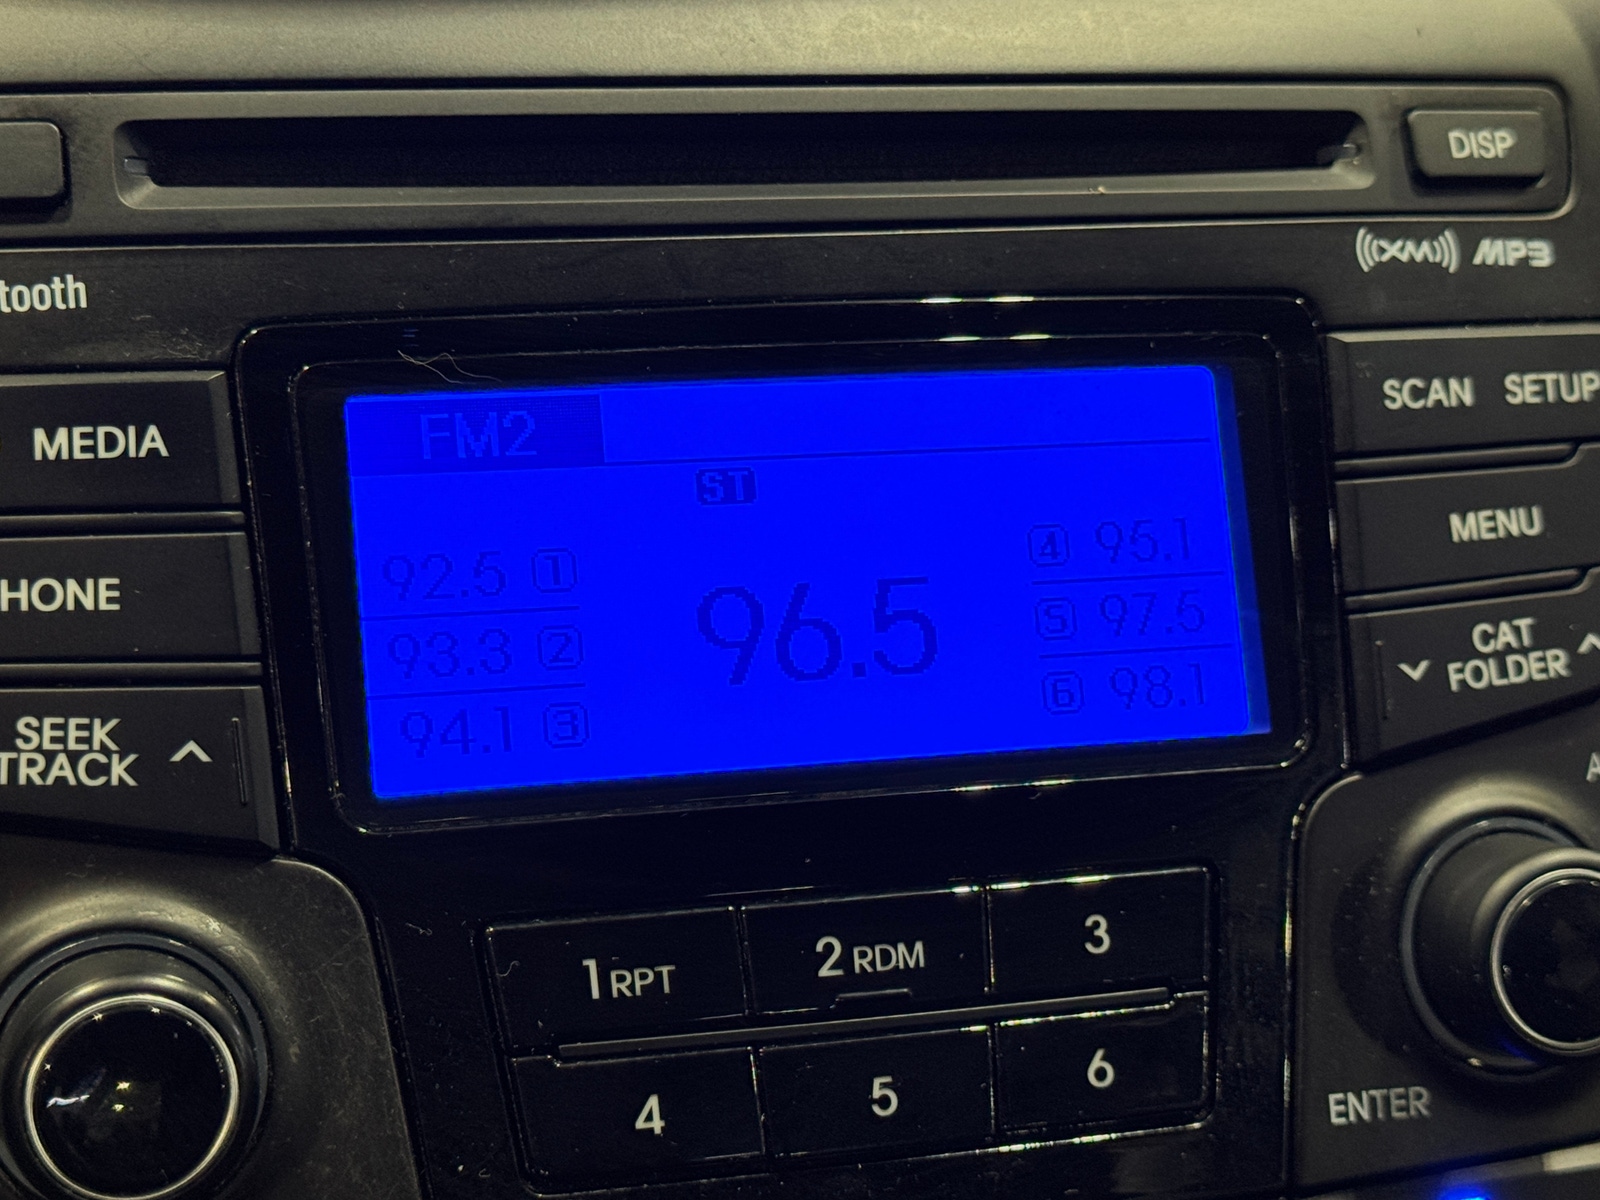 DISP
((XM)) MP3
tooth
SCAN SETUP
MEDIA
FM2
ST
MENU
HONE
92.5 1
93.3 2
94.1 3
96.5
4 95.1
5 97.5
6 98.1
CAT
FOLDER
SEEK
TRACK
1 RPT
2 RDM
3
4
5
6
ENTER
A